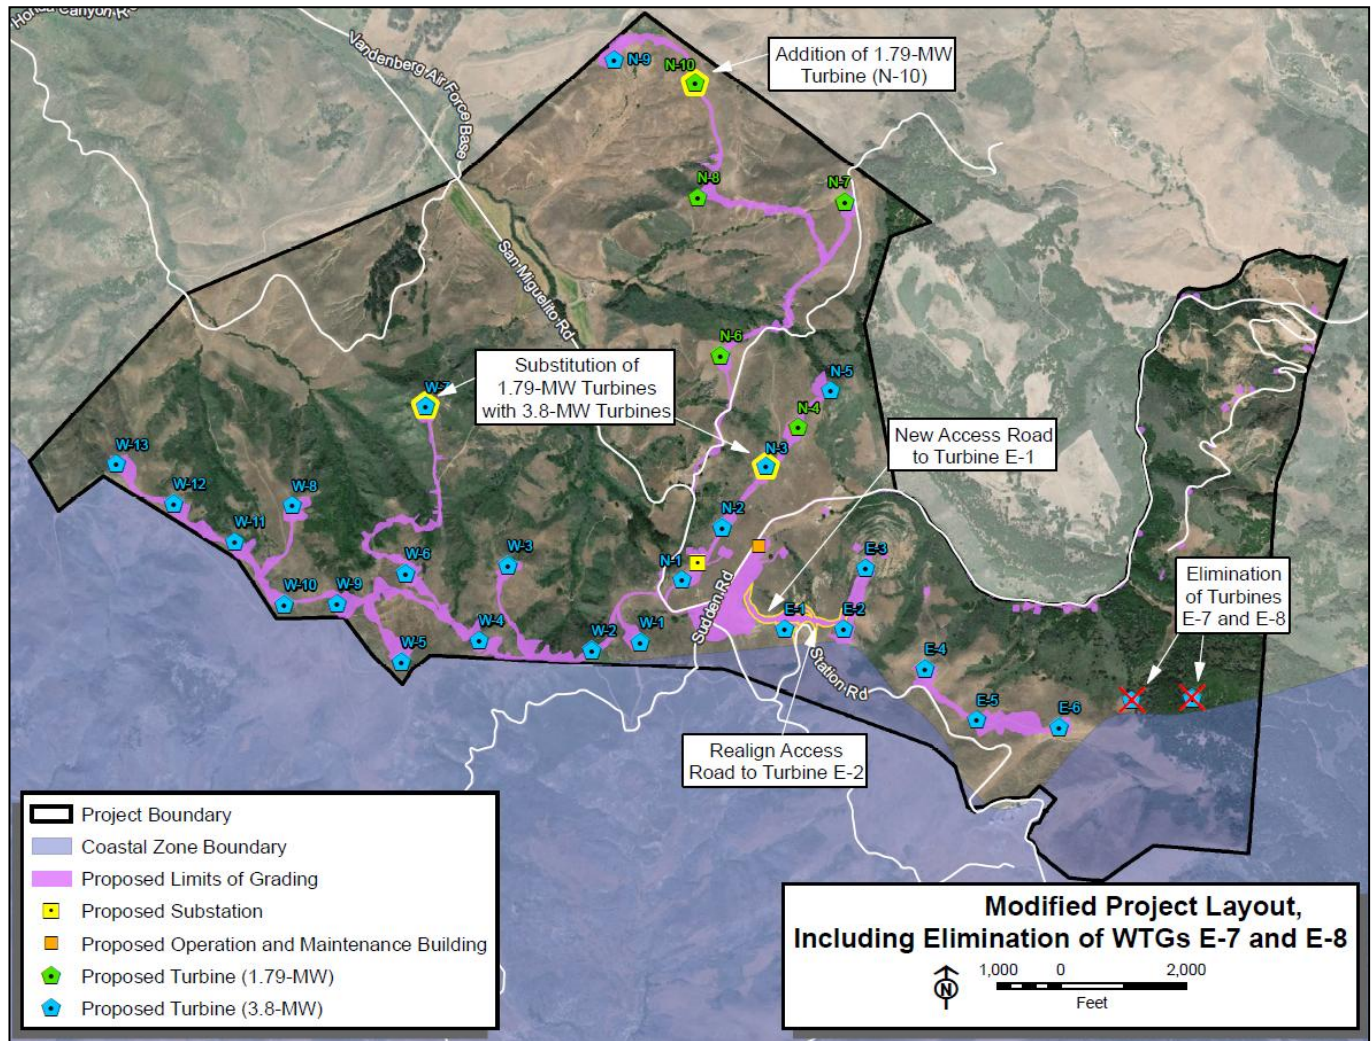 Honda Canyon Rd
Vandenberg Air Force Base
N-9
N-10
Addition of 1.79-MW
Turbine (N-10)
N-8
N-7
San Miguelito Rd
N-6
Substitution of
1.79-MW Turbines
with 3.8-MW Turbines
W-7
N-5
N-4
New Access Road
to Turbine E-1
W-13
N-3
W-12
W-8
N-2
W-11
W-6
W-3
N-1
E-3
Elimination
of Turbines
E-7 and E-8
W-10
W-9
Sudden Rd
E-1
E-2
W-4
W-2
W-1
W-5
Station Rd
E-4
E-5
E-6
Realign Access
Road to Turbine E-2
Project Boundary
Coastal Zone Boundary
Proposed Limits of Grading
Proposed Substation
Proposed Operation and Maintenance Building
Proposed Turbine (1.79-MW)
Proposed Turbine (3.8-MW)
Modified Project Layout,
Including Elimination of WTGs E-7 and E-8
N
1,000 0 2,000
Feet